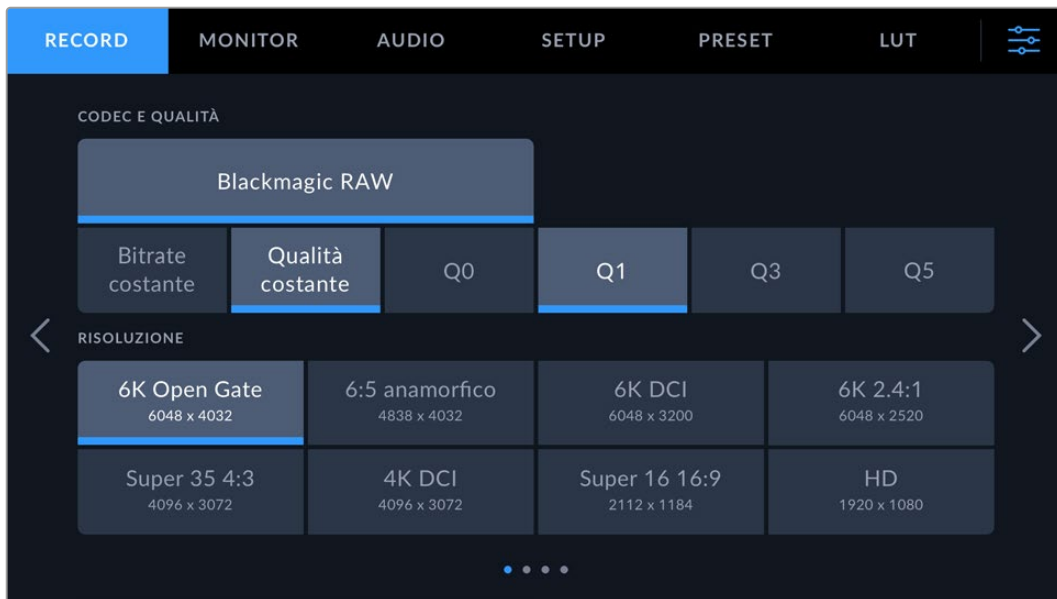 RECORD MONITOR AUDIO SETUP PRESET LUT
CODEC E QUALITÀ
Blackmagic RAW
Bitrate costante
Qualità costante
Q0
Q1
Q3
Q5
RISOLUZIONE
6K Open Gate
6048 x 4032
6:5 anamorfico
4838 x 4032
6K DCI
6048 x 3200
6K 2.4:1
6048 x 2520
Super 35 4:3
4096 x 3072
4K DCI
4096 x 3072
Super 16 16:9
2112 x 1184
HD
1920 x 1080